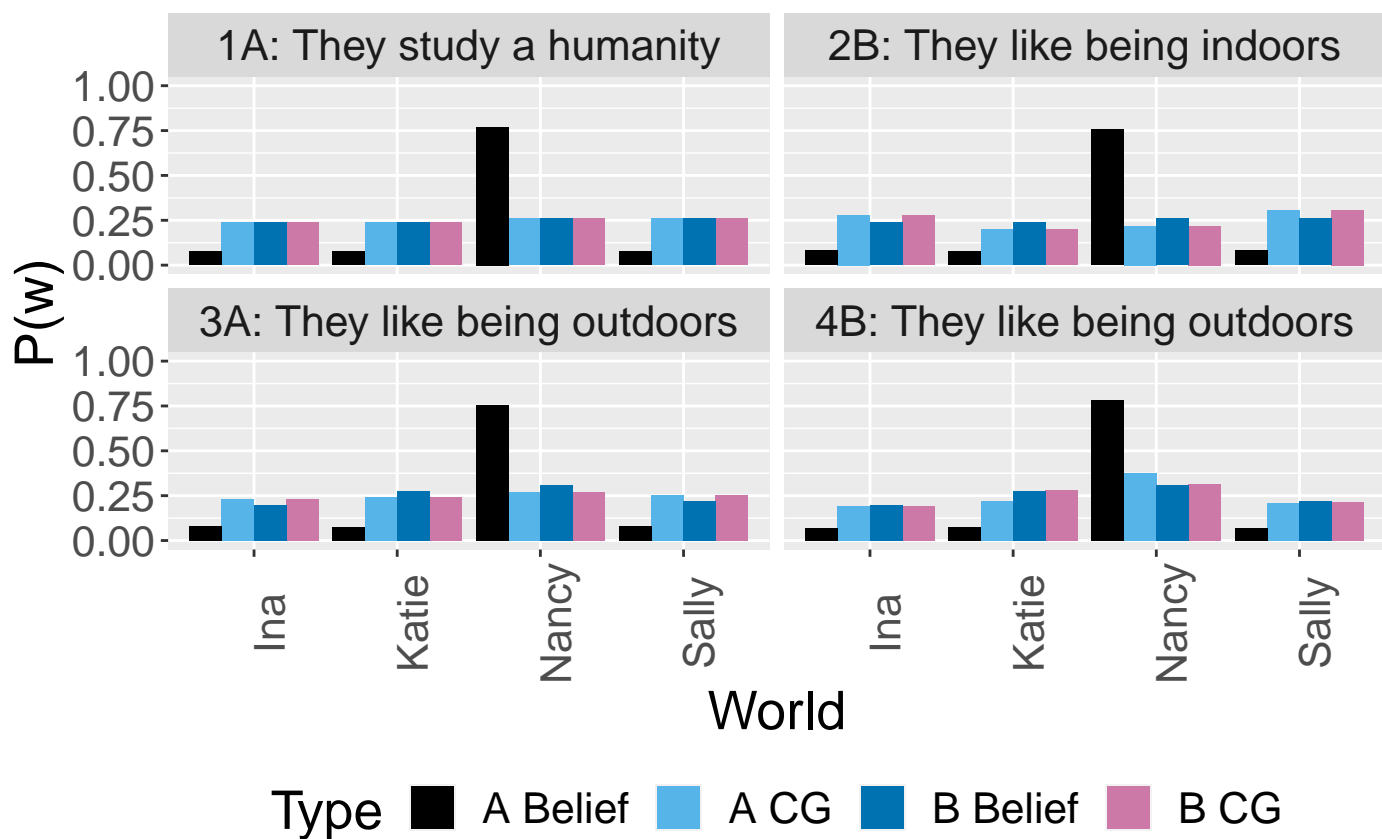 1A: They study a humanity
2B: They like being indoors
1.00
0.75
0.50
0.25
0.00
3A: They like being outdoors
4B: They like being outdoors
1.00
0.75
0.50
0.25
0.00
P(w)
Ina
Katie
Nancy
Sally
Ina
Katie
Nancy
Sally
World
Type A Belief A CG B Belief B CG